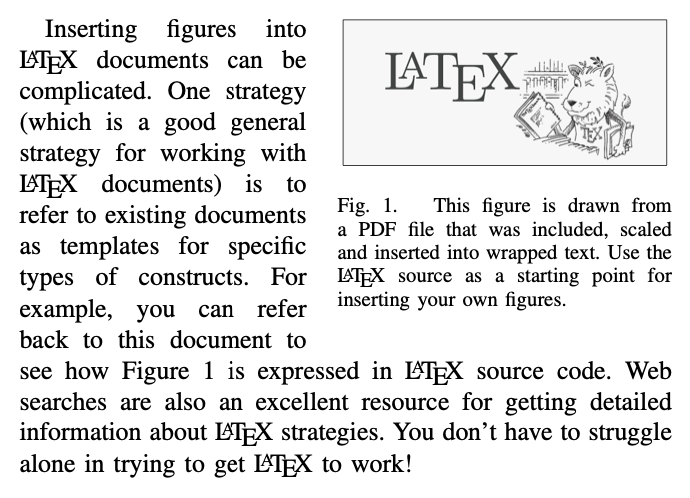 Inserting figures into
LATEX documents can be
complicated. One strategy
(which is a good general
strategy for working with
LATEX documents) is to
refer to existing documents
as templates for specific
types of constructs. For
example, you can refer
back to this document to
see how Figure 1 is expressed in LATEX source code. Web
searches are also an excellent resource for getting detailed
information about LATEX strategies. You don't have to struggle
alone in trying to get LATEX to work!
LATEX
TEX
Fig. 1. This figure is drawn from
a PDF file that was included, scaled
and inserted into wrapped text. Use the
LATEX source as a starting point for
inserting your own figures.